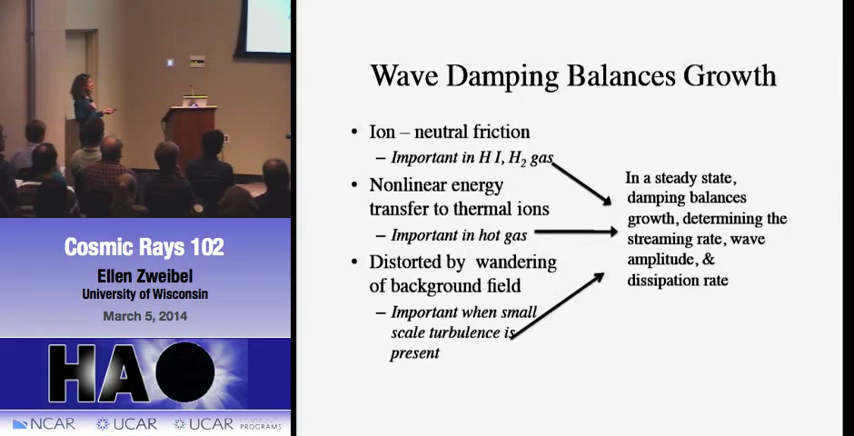 Wave Damping Balances Growth
• Ion – neutral friction
– Important in H I, H₂ gas
• Nonlinear energy
transfer to thermal ions
– Important in hot gas
• Distorted by wandering
of background field
– Important when small
scale turbulence is
present
In a steady state,
damping balances
growth, determining the
streaming rate, wave
amplitude, &
dissipation rate
Cosmic Rays 102
Ellen Zweibel
University of Wisconsin
March 5, 2014
HAO
NCAR
UCAR
UCAR COMMUNITY PROGRAMS